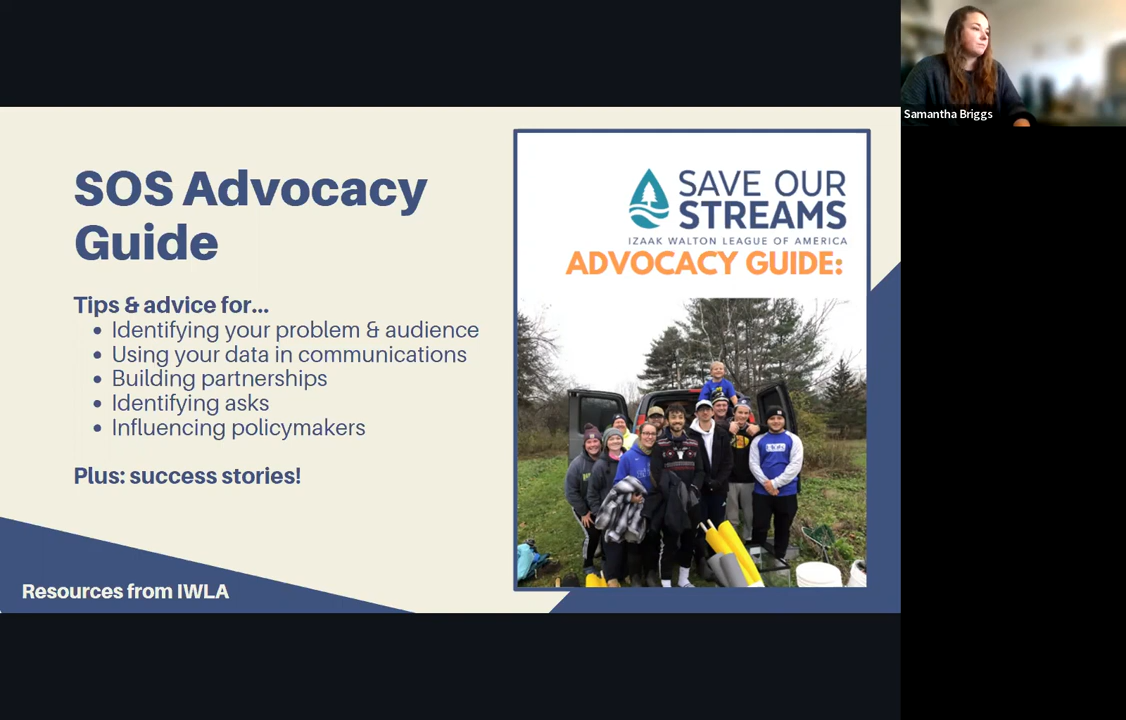 SOS Advocacy
Guide
Tips & advice for...
• Identifying your problem & audience
• Using your data in communications
• Building partnerships
• Identifying asks
• Influencing policymakers
Plus: success stories!
Resources from IWLA
SAVE OUR
STREAMS
IZAAK WALTON LEAGUE OF AMERICA
ADVOCACY GUIDE:
Samantha Briggs